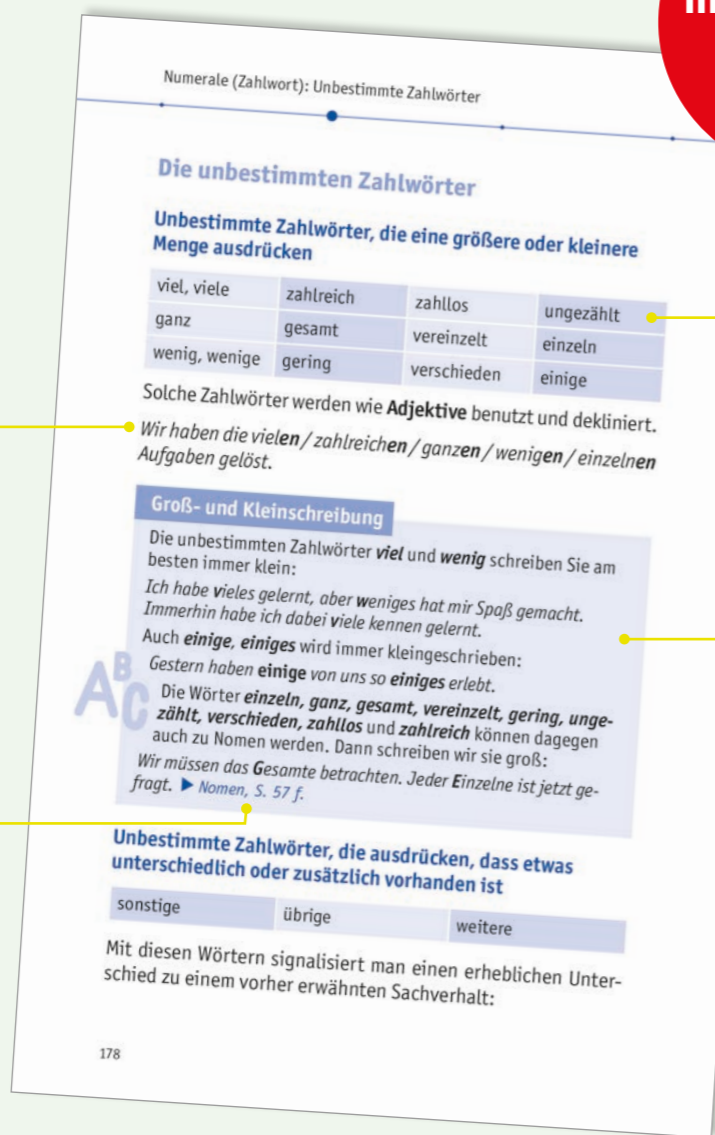 Numerale (Zahlwort): Unbestimmte Zahlwörter
Die unbestimmten Zahlwörter
Unbestimmte Zahlwörter, die eine größere oder kleinere
Menge ausdrücken
viel, viele zahlreich zahllos ungezählt
ganz gesamt vereinzelt einzeln
wenig, wenige gering verschieden einige
Solche Zahlwörter werden wie Adjektive benutzt und dekliniert.
Wir haben die vielen / zahlreichen / ganzen / wenigen / einzelnen
Aufgaben gelöst.
Groß- und Kleinschreibung
Die unbestimmten Zahlwörter viel und wenig schreiben Sie am
besten immer klein:
Ich habe vieles gelernt, aber weniges hat mir Spaß gemacht.
Immerhin habe ich dabei viele kennen gelernt.
Auch einige, einiges wird immer kleingeschrieben:
Gestern haben einige von uns so einiges erlebt.
ABC
Die Wörter einzeln, ganz, gesamt, vereinzelt, gering, unge-
zählt, verschieden, zahllos und zahlreich können dagegen
auch zu Nomen werden. Dann schreiben wir sie groß:
Wir müssen das Gesamte betrachten. Jeder Einzelne ist jetzt ge-
fragt. ▶ Nomen, S. 57 f.
Unbestimmte Zahlwörter, die ausdrücken, dass etwas
unterschiedlich oder zusätzlich vorhanden ist
sonstige übrige weitere
Mit diesen Wörtern signalisiert man einen erheblichen Unter-
schied zu einem vorher erwähnten Sachverhalt:
178